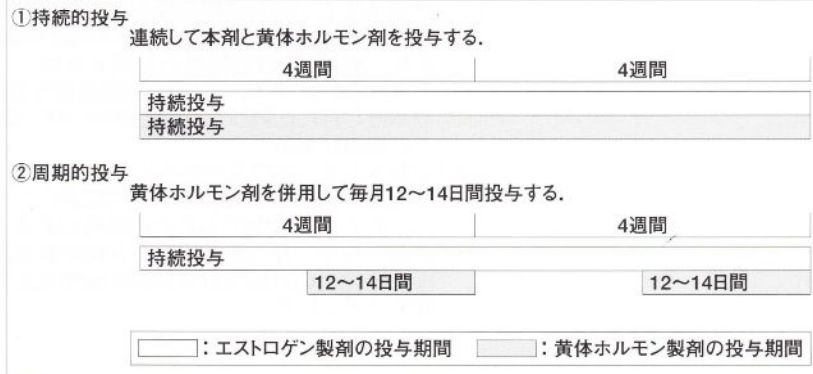 ①持続的投与
連続して本剤と黄体ホルモン剤を投与する.
4週間 4週間
持続投与
持続投与
②周期的投与
黄体ホルモン剤を併用して毎月12〜14日間投与する.
4週間 4週間
持続投与
12〜14日間 12〜14日間
:エストロゲン製剤の投与期間 :黄体ホルモン製剤の投与期間